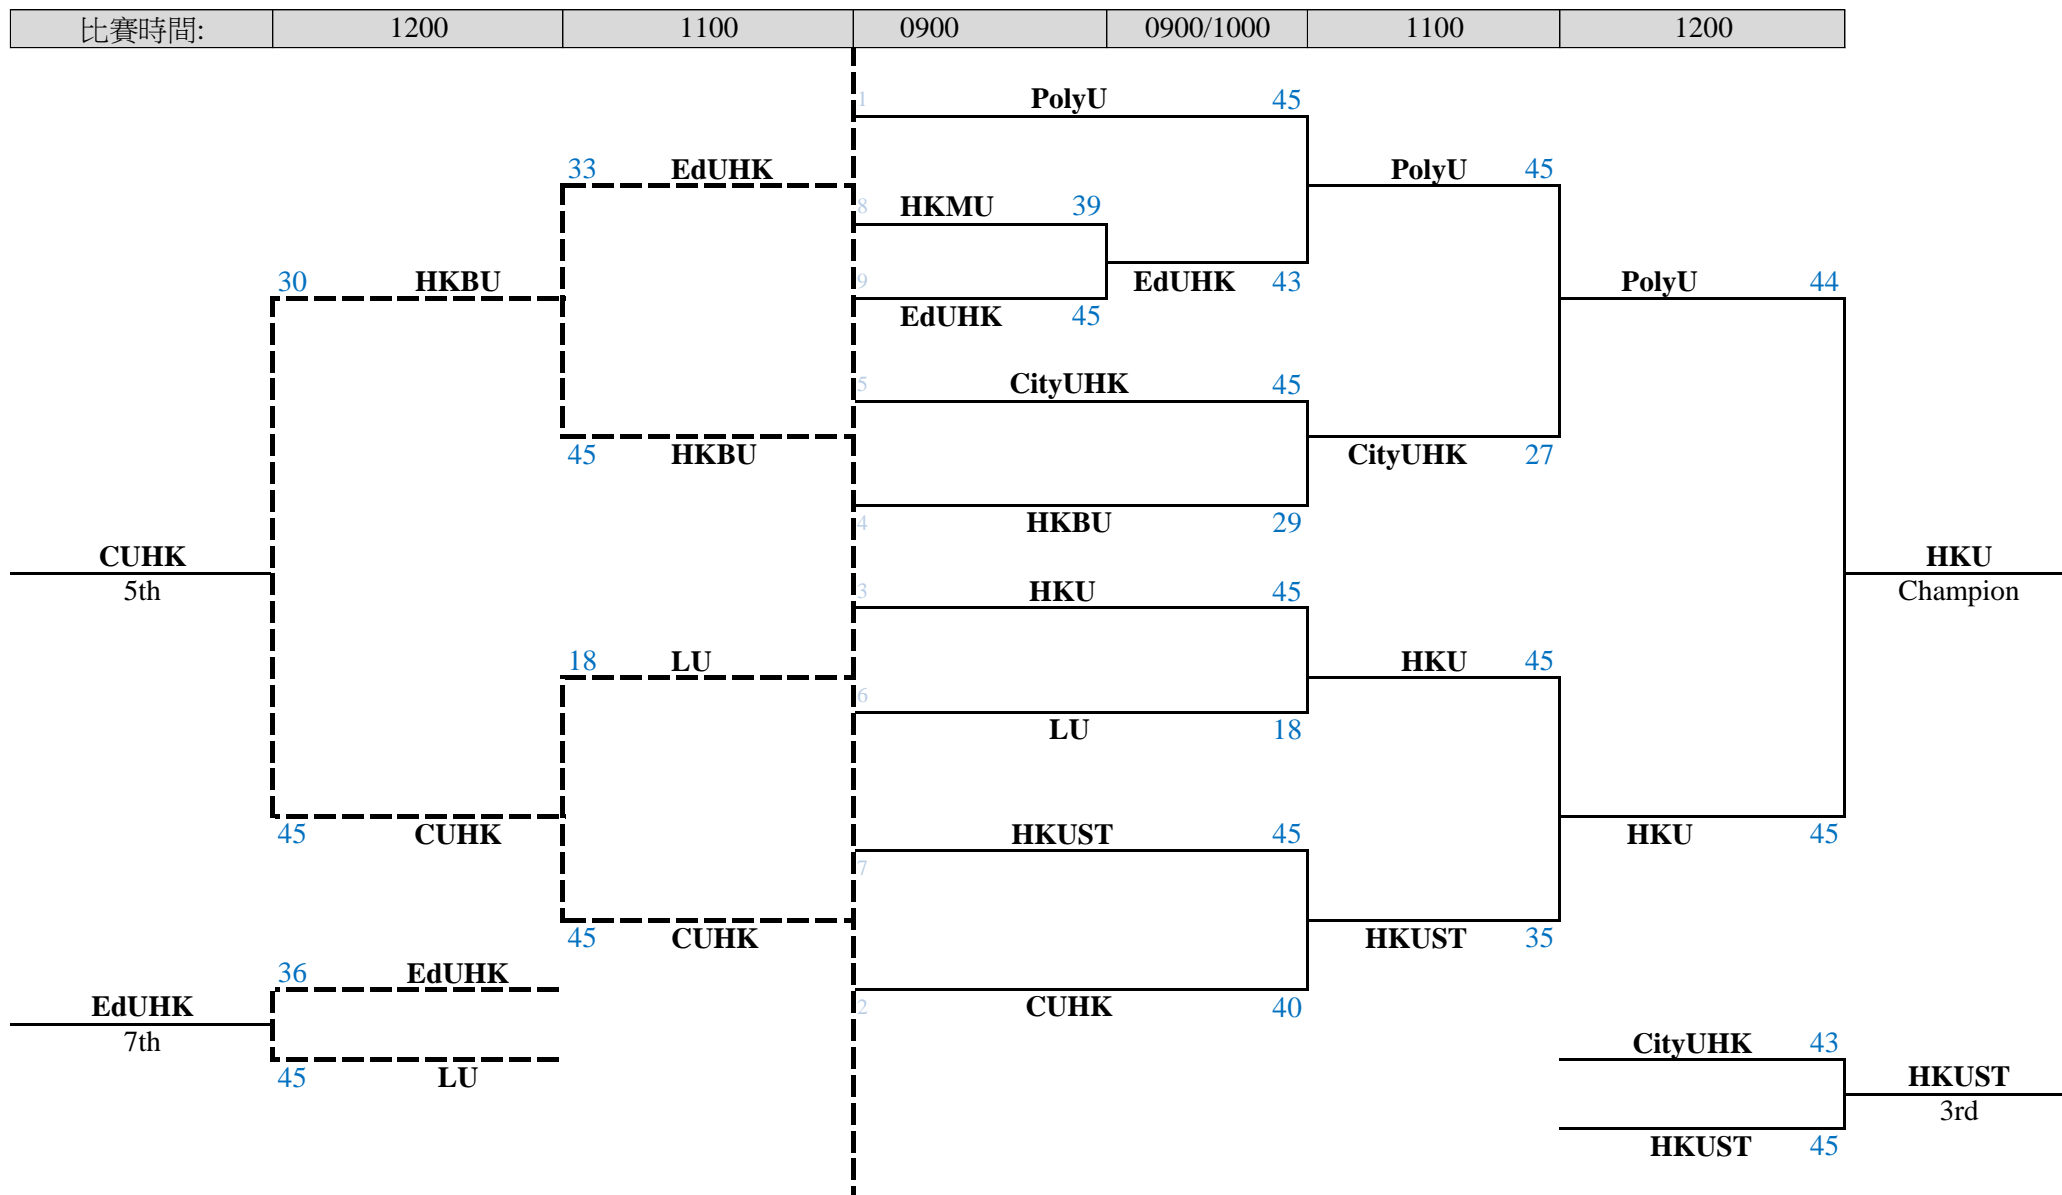 比賽時間: 1200 1100 0900 0900/1000 1100 1200
1 PolyU 45
33 EdUHK
PolyU 45
8 HKMU 39
30 HKBU
9
EdUHK 43
PolyU 44
EdUHK 45
5 CityUHK 45
45 HKBU
CityUHK 27
4 HKBU 29
CUHK
5th
HKU
Champion
3 HKU 45
18 LU
HKU 45
6
LU 18
45 CUHK
HKUST 45
HKU 45
7
45 CUHK
HKUST 35
36 EdUHK
EdUHK
7th
2 CUHK 40
CityUHK 43
45 LU
HKUST
3rd
HKUST 45